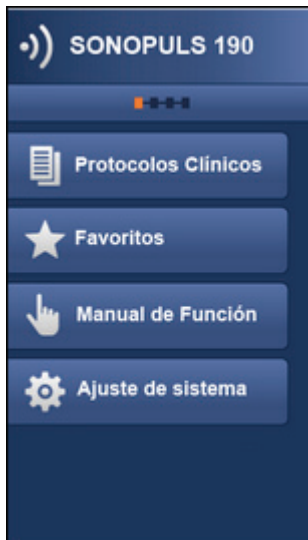 SONOPULS 190
Protocolos Clínicos
Favoritos
Manual de Función
Ajuste de sistema